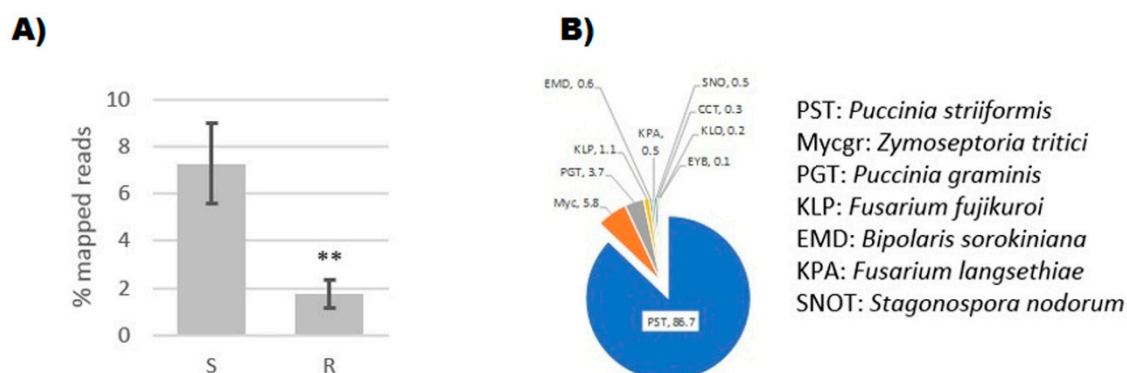 A)
% mapped reads
10
8
6
4
2
0
**
S
R
B)
EMD, 0.6
SNO, 0.5
CCT, 0.3
KPA, 0.5
KLO, 0.2
KLP, 1.1
EYB, 0.1
PGT, 3.7
Myc, 5.8
PST, 86.7
PST: Puccinia striiformis
Mycgr: Zymoseptoria tritici
PGT: Puccinia graminis
KLP: Fusarium fujikuroi
EMD: Bipolaris sorokiniana
KPA: Fusarium langsethiae
SNOT: Stagonospora nodorum